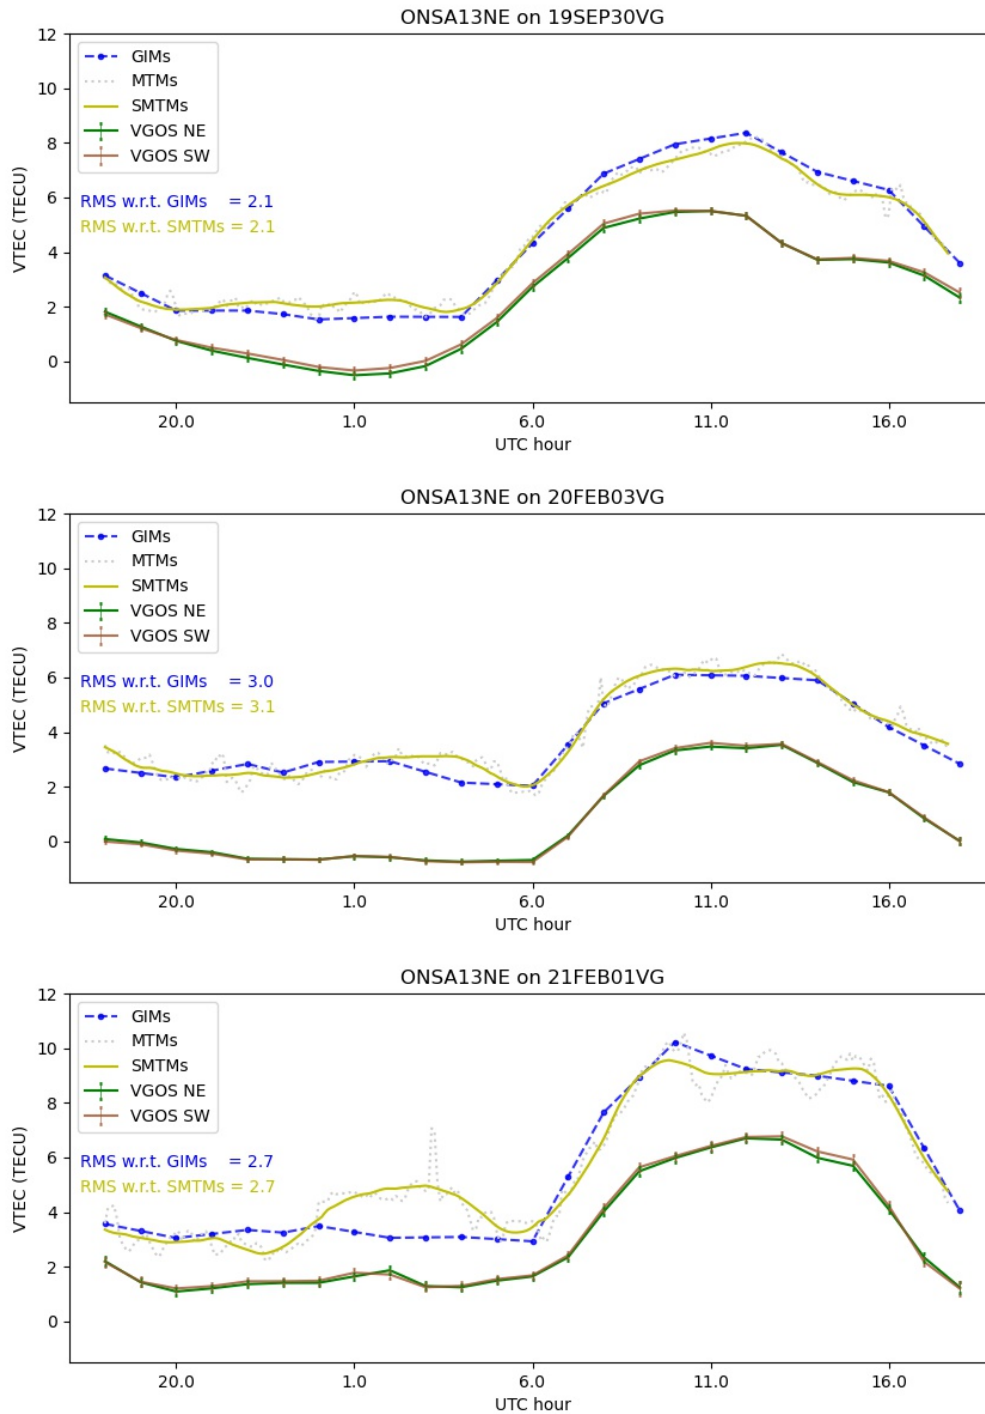 ONSA13NE on 19SEP30VG
12
10
8
6
4
2
0
VTEC (TECU)
GIMs
MTMs
SMTMs
VGOS NE
VGOS SW
RMS w.r.t. GIMs = 2.1
RMS w.r.t. SMTMs = 2.1
20.0 1.0 6.0 11.0 16.0
UTC hour
ONSA13NE on 20FEB03VG
12
10
8
6
4
2
0
VTEC (TECU)
GIMs
MTMs
SMTMs
VGOS NE
VGOS SW
RMS w.r.t. GIMs = 3.0
RMS w.r.t. SMTMs = 3.1
20.0 1.0 6.0 11.0 16.0
UTC hour
ONSA13NE on 21FEB01VG
12
10
8
6
4
2
0
VTEC (TECU)
GIMs
MTMs
SMTMs
VGOS NE
VGOS SW
RMS w.r.t. GIMs = 2.7
RMS w.r.t. SMTMs = 2.7
20.0 1.0 6.0 11.0 16.0
UTC hour